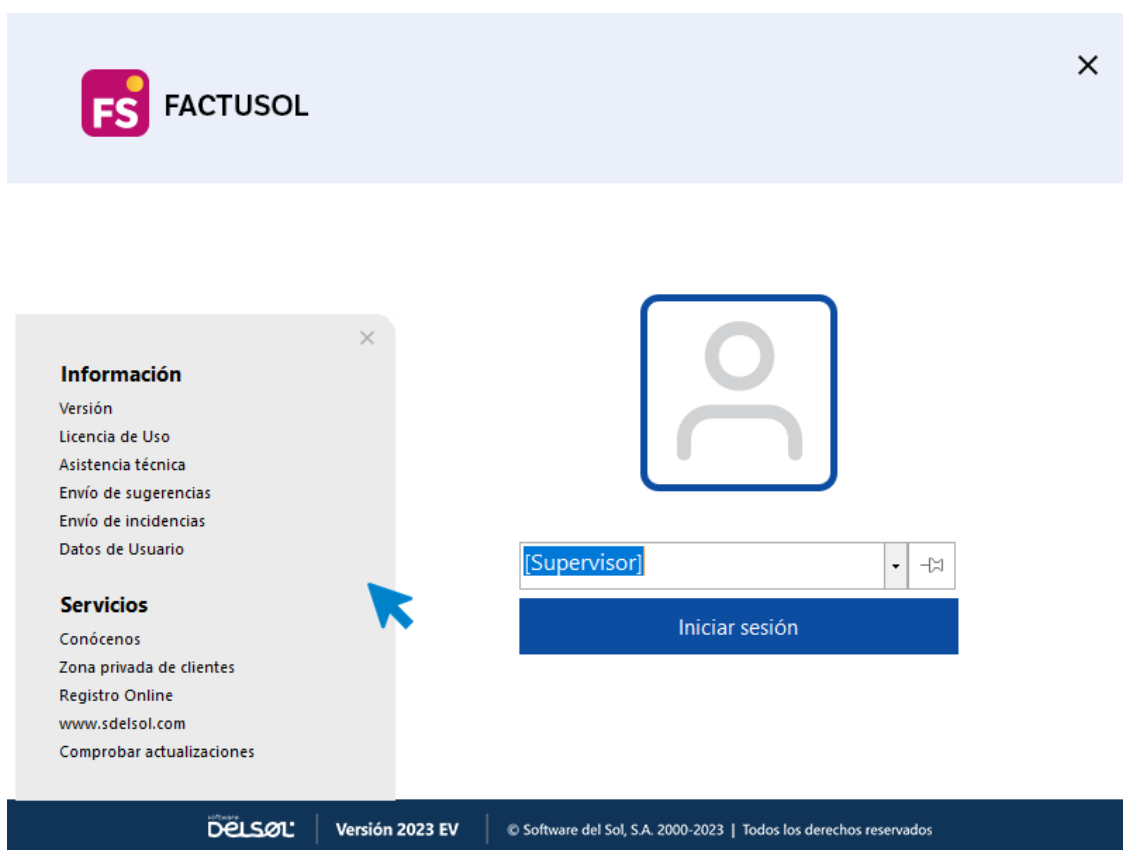 FS FACTUSOL
Información
Versión
Licencia de Uso
Asistencia técnica
Envío de sugerencias
Envío de incidencias
Datos de Usuario
Servicios
Conócenos
Zona privada de clientes
Registro Online
www.sdelsol.com
Comprobar actualizaciones
[Supervisor]
Iniciar sesión
software
DELSOL Versión 2023 EV © Software del Sol, S.A. 2000-2023 | Todos los derechos reservados